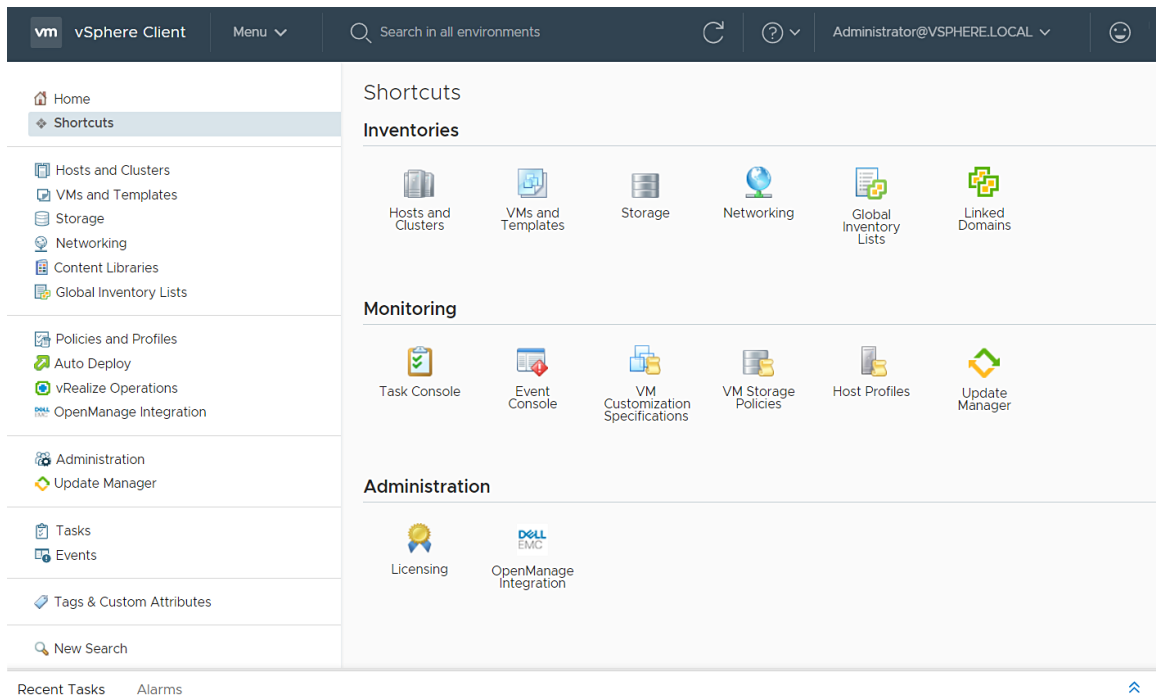 vm vSphere Client Menu Search in all environments ? Administrator@VSPHERE.LOCAL
Home
Shortcuts
Hosts and Clusters
VMs and Templates
Storage
Networking
Content Libraries
Global Inventory Lists
Policies and Profiles
Auto Deploy
vRealize Operations
DELL EMC OpenManage Integration
Administration
Update Manager
Tasks
Events
Tags & Custom Attributes
New Search
Shortcuts
Inventories
Hosts and
Clusters
VMs and
Templates
Storage
Networking
Global
Inventory
Lists
Linked
Domains
Monitoring
Task Console
Event
Console
VM
Customization
Specifications
VM Storage
Policies
Host Profiles
Update
Manager
Administration
Licensing
DELL
EMC
OpenManage
Integration
Recent Tasks Alarms